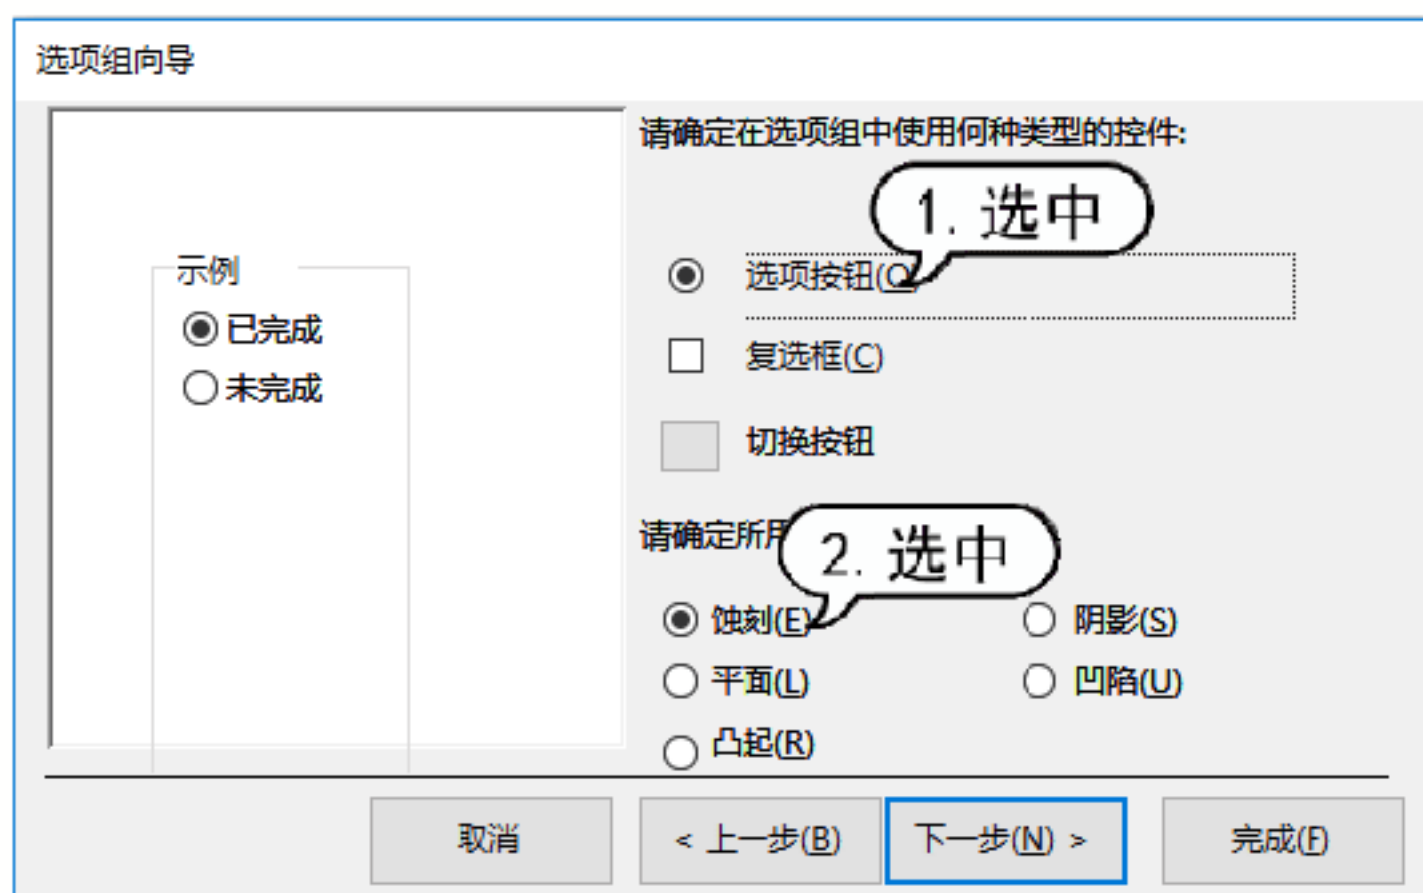 选项组向导
请确定在选项组中使用何种类型的控件:
1. 选中
示例
已完成
未完成
选项按钮(O)
复选框(C)
切换按钮
请确定所用
2. 选中
蚀刻(E)
阴影(S)
平面(L)
凹陷(U)
凸起(R)
取消
< 上一步(B)
下一步(N) >
完成(F)